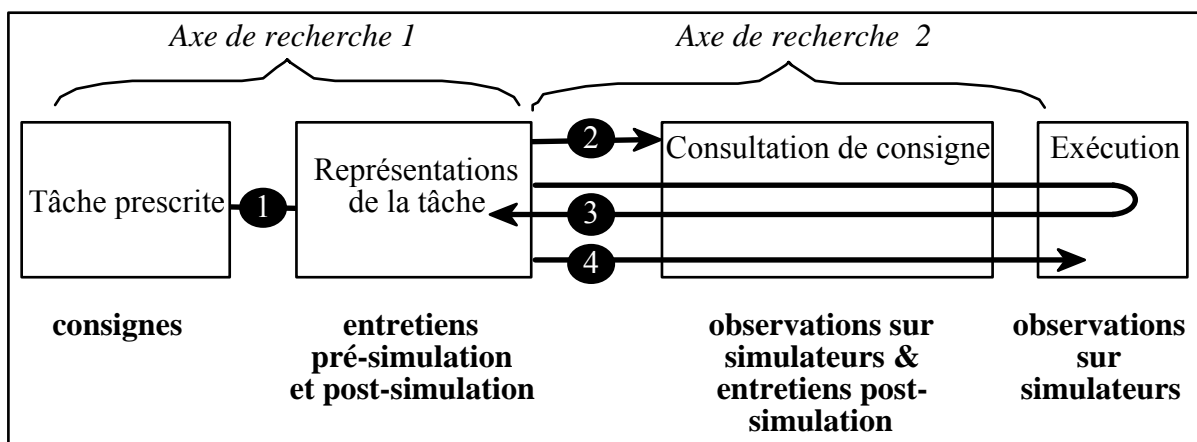 Axe de recherche 1
Axe de recherche 2
Tâche prescrite
1
Représentations
de la tâche
2
3
4
Consultation de consigne
Exécution
consignes
entretiens
pré-simulation
et post-simulation
observations sur
simulateurs &
entretiens post-
simulation
observations
sur
simulateurs